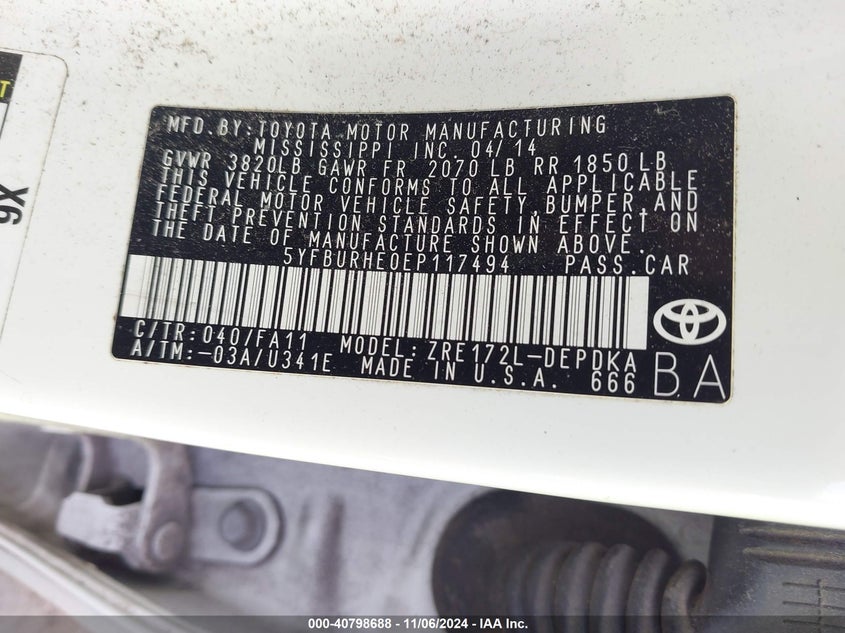 T
9X
MFD. BY: TOYOTA MOTOR MANUFACTURING
MISSISSIPPI INC. 04/14
GVWR 3820LB GAWR FR 2070 LB RR 1850 LB
THIS VEHICLE CONFORMS TO ALL APPLICABLE
FEDERAL MOTOR VEHICLE SAFETY, BUMPER, AND
THEFT PREVENTION STANDARDS IN EFFECT ON
THE DATE OF MANUFACTURE SHOWN ABOVE.
5YFBURHE0EP117494 PASS. CAR
C/TR: 040/FA11 MODEL: ZRE172L-DEPDKA
A/TM: -03A/U341E MADE IN U.S.A. 666 BA
000-40798688 - 11/06/2024 - IAA Inc.